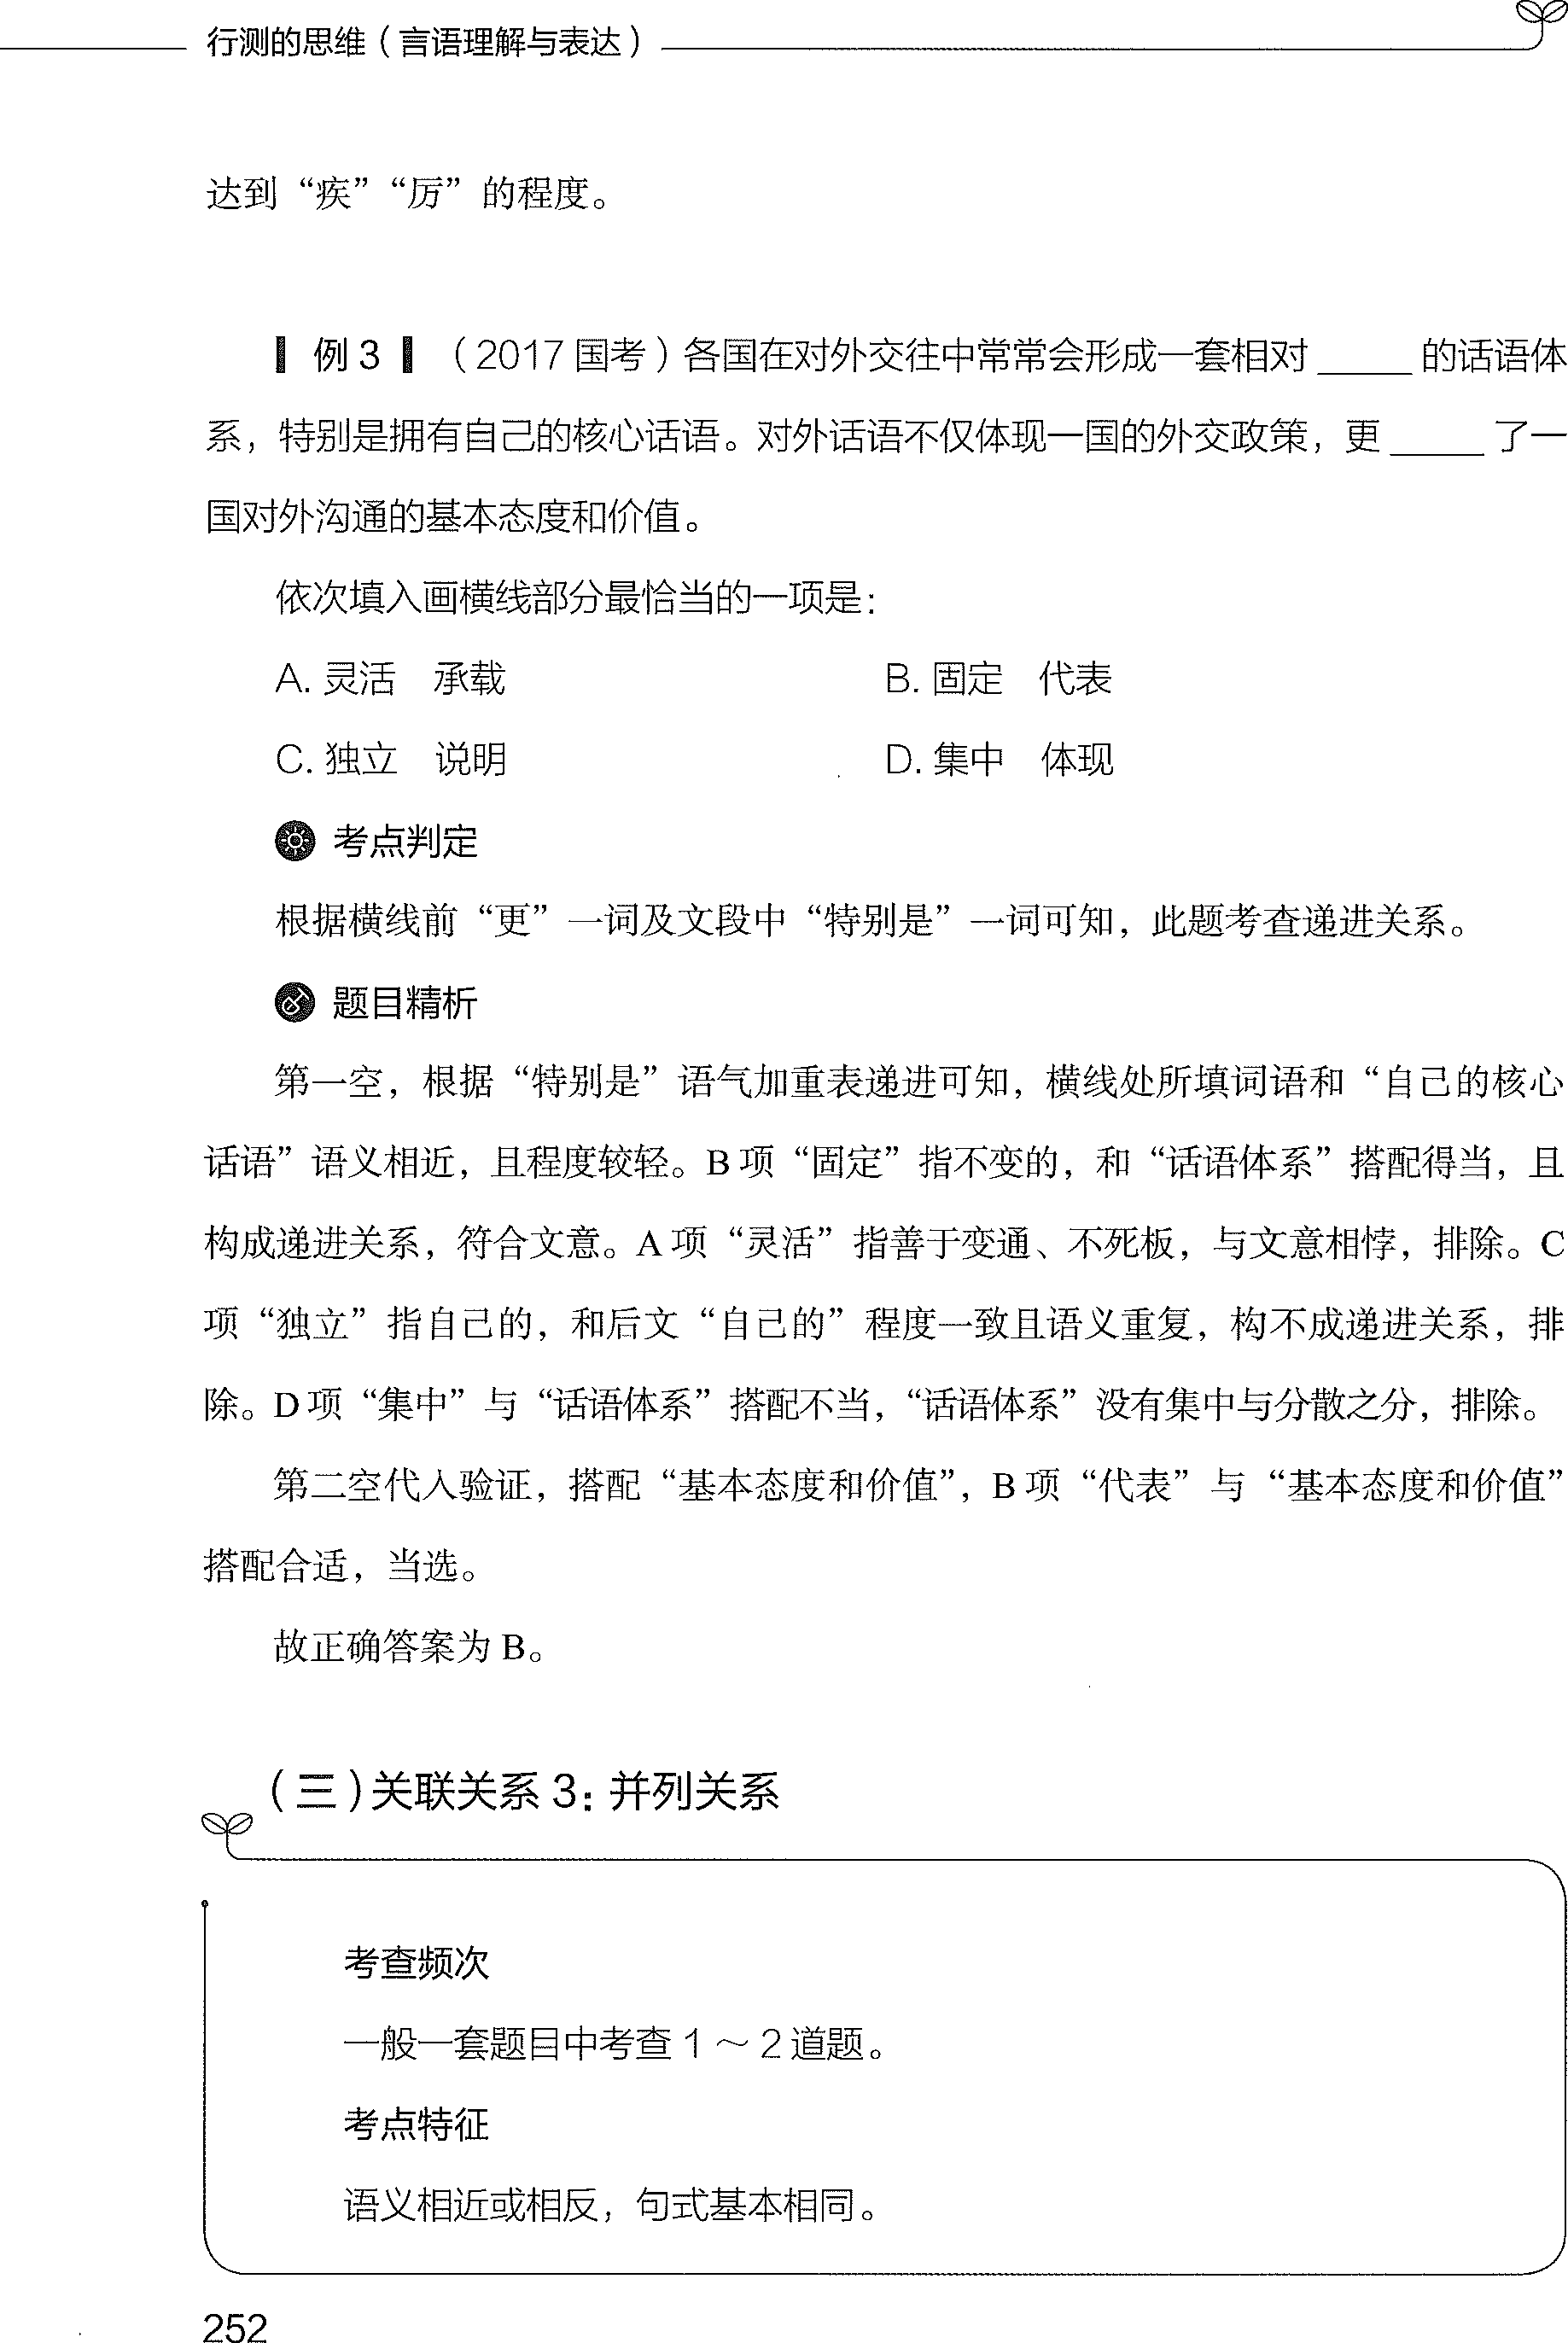 行测的思维（言语理解与表达）
达到“疾”“厉”的程度。
例3（2017国考）各国在对外交往中常常会形成一套相对_____的话语体
系，特别是拥有自己的核心话语。对外话语不仅体现一国的外交政策，更_____了一
国对外沟通的基本态度和价值。
依次填入画横线部分最恰当的一项是：
A. 灵活　承载　B. 固定　代表
C. 独立　说明　D. 集中　体现
考点判定
根据横线前“更”一词及文段中“特别是”一词可知，此题考查递进关系。
题目精析
第一空，根据“特别是”语气加重表递进可知，横线处所填词语和“自己的核心
话语”语义相近，且程度较轻。B项“固定”指不变的，和“话语体系”搭配得当，且
构成递进关系，符合文意。A项“灵活”指善于变通、不死板，与文意相悖，排除。C
项“独立”指自己的，和后文“自己的”程度一致且语义重复，构不成递进关系，排
除。D项“集中”与“话语体系”搭配不当，“话语体系”没有集中与分散之分，排除。
第二空代入验证，搭配“基本态度和价值”，B项“代表”与“基本态度和价值”
搭配合适，当选。
故正确答案为B。
（三）关联关系3：并列关系
考查频次
一般一套题目中考查1～2道题。
考点特征
语义相近或相反，句式基本相同。
252